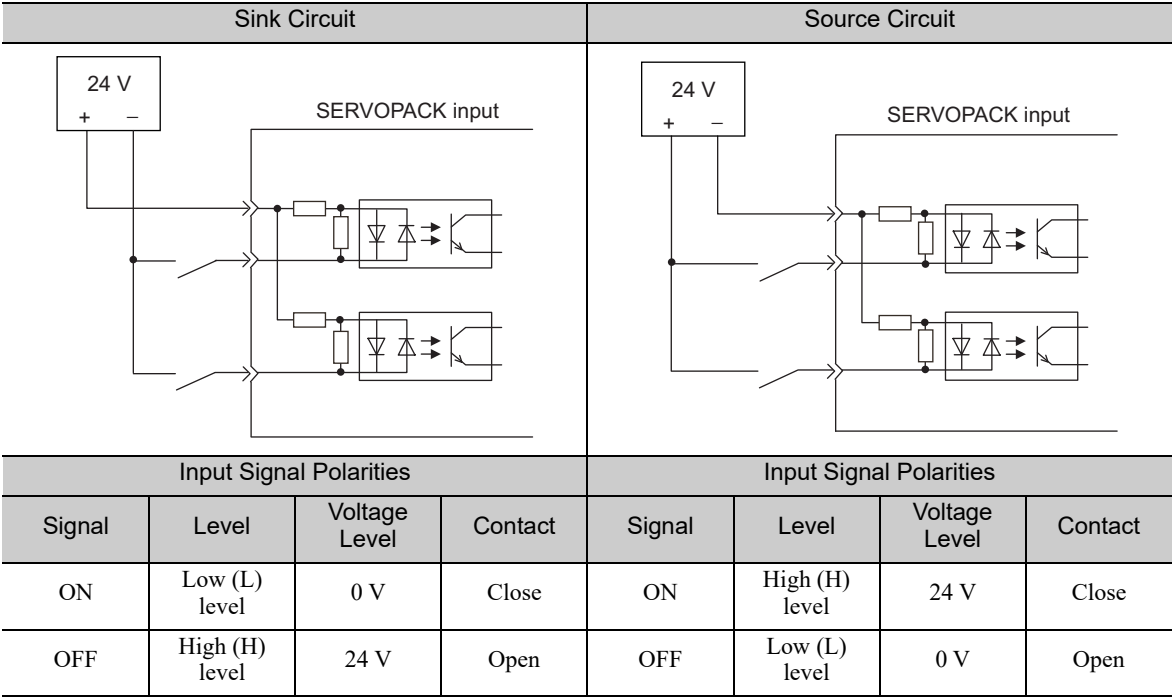 Sink Circuit
Source Circuit
24 V
+ −
SERVOPACK input
24 V
+ −
SERVOPACK input
Input Signal Polarities
Input Signal Polarities
Signal Level Voltage Level Contact Signal Level Voltage Level Contact
ON Low (L) level 0 V Close ON High (H) level 24 V Close
OFF High (H) level 24 V Open OFF Low (L) level 0 V Open